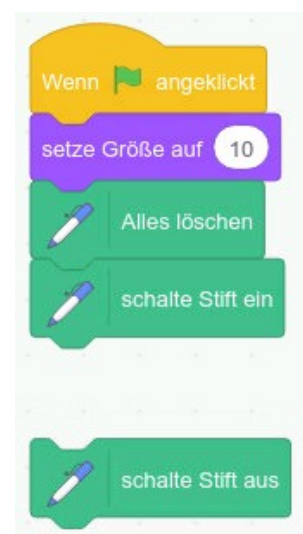 Wenn angeklickt
setze Größe auf 10
Alles löschen
schalte Stift ein
schalte Stift aus